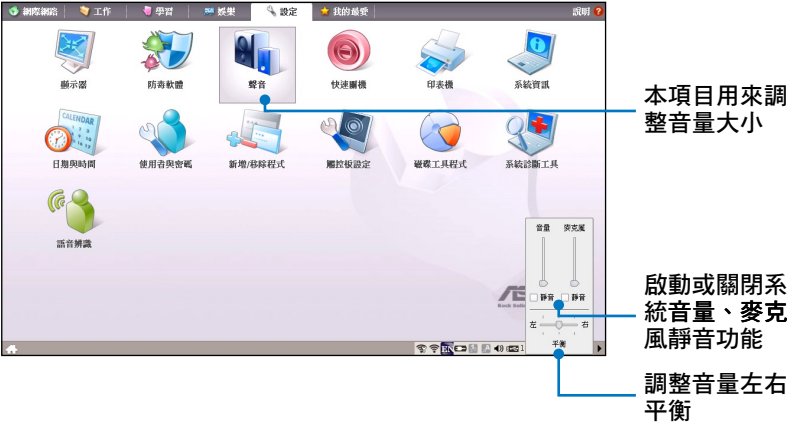 網際網路 工作 學習 娛樂 設定 我的最愛 說明
顯示器 防毒軟體 聲音 快速關機 印表機 系統資訊
CALENDAR
日期與時間 使用者與密碼 新增/移除程式 觸控板設定 磁碟工具程式 系統診斷工具
語音辨識
本項目用來調
整音量大小
音量 麥克風
靜音 靜音
左 右
平衡
啟動或關閉系
統音量、麥克
風靜音功能
調整音量左右
平衡
EN